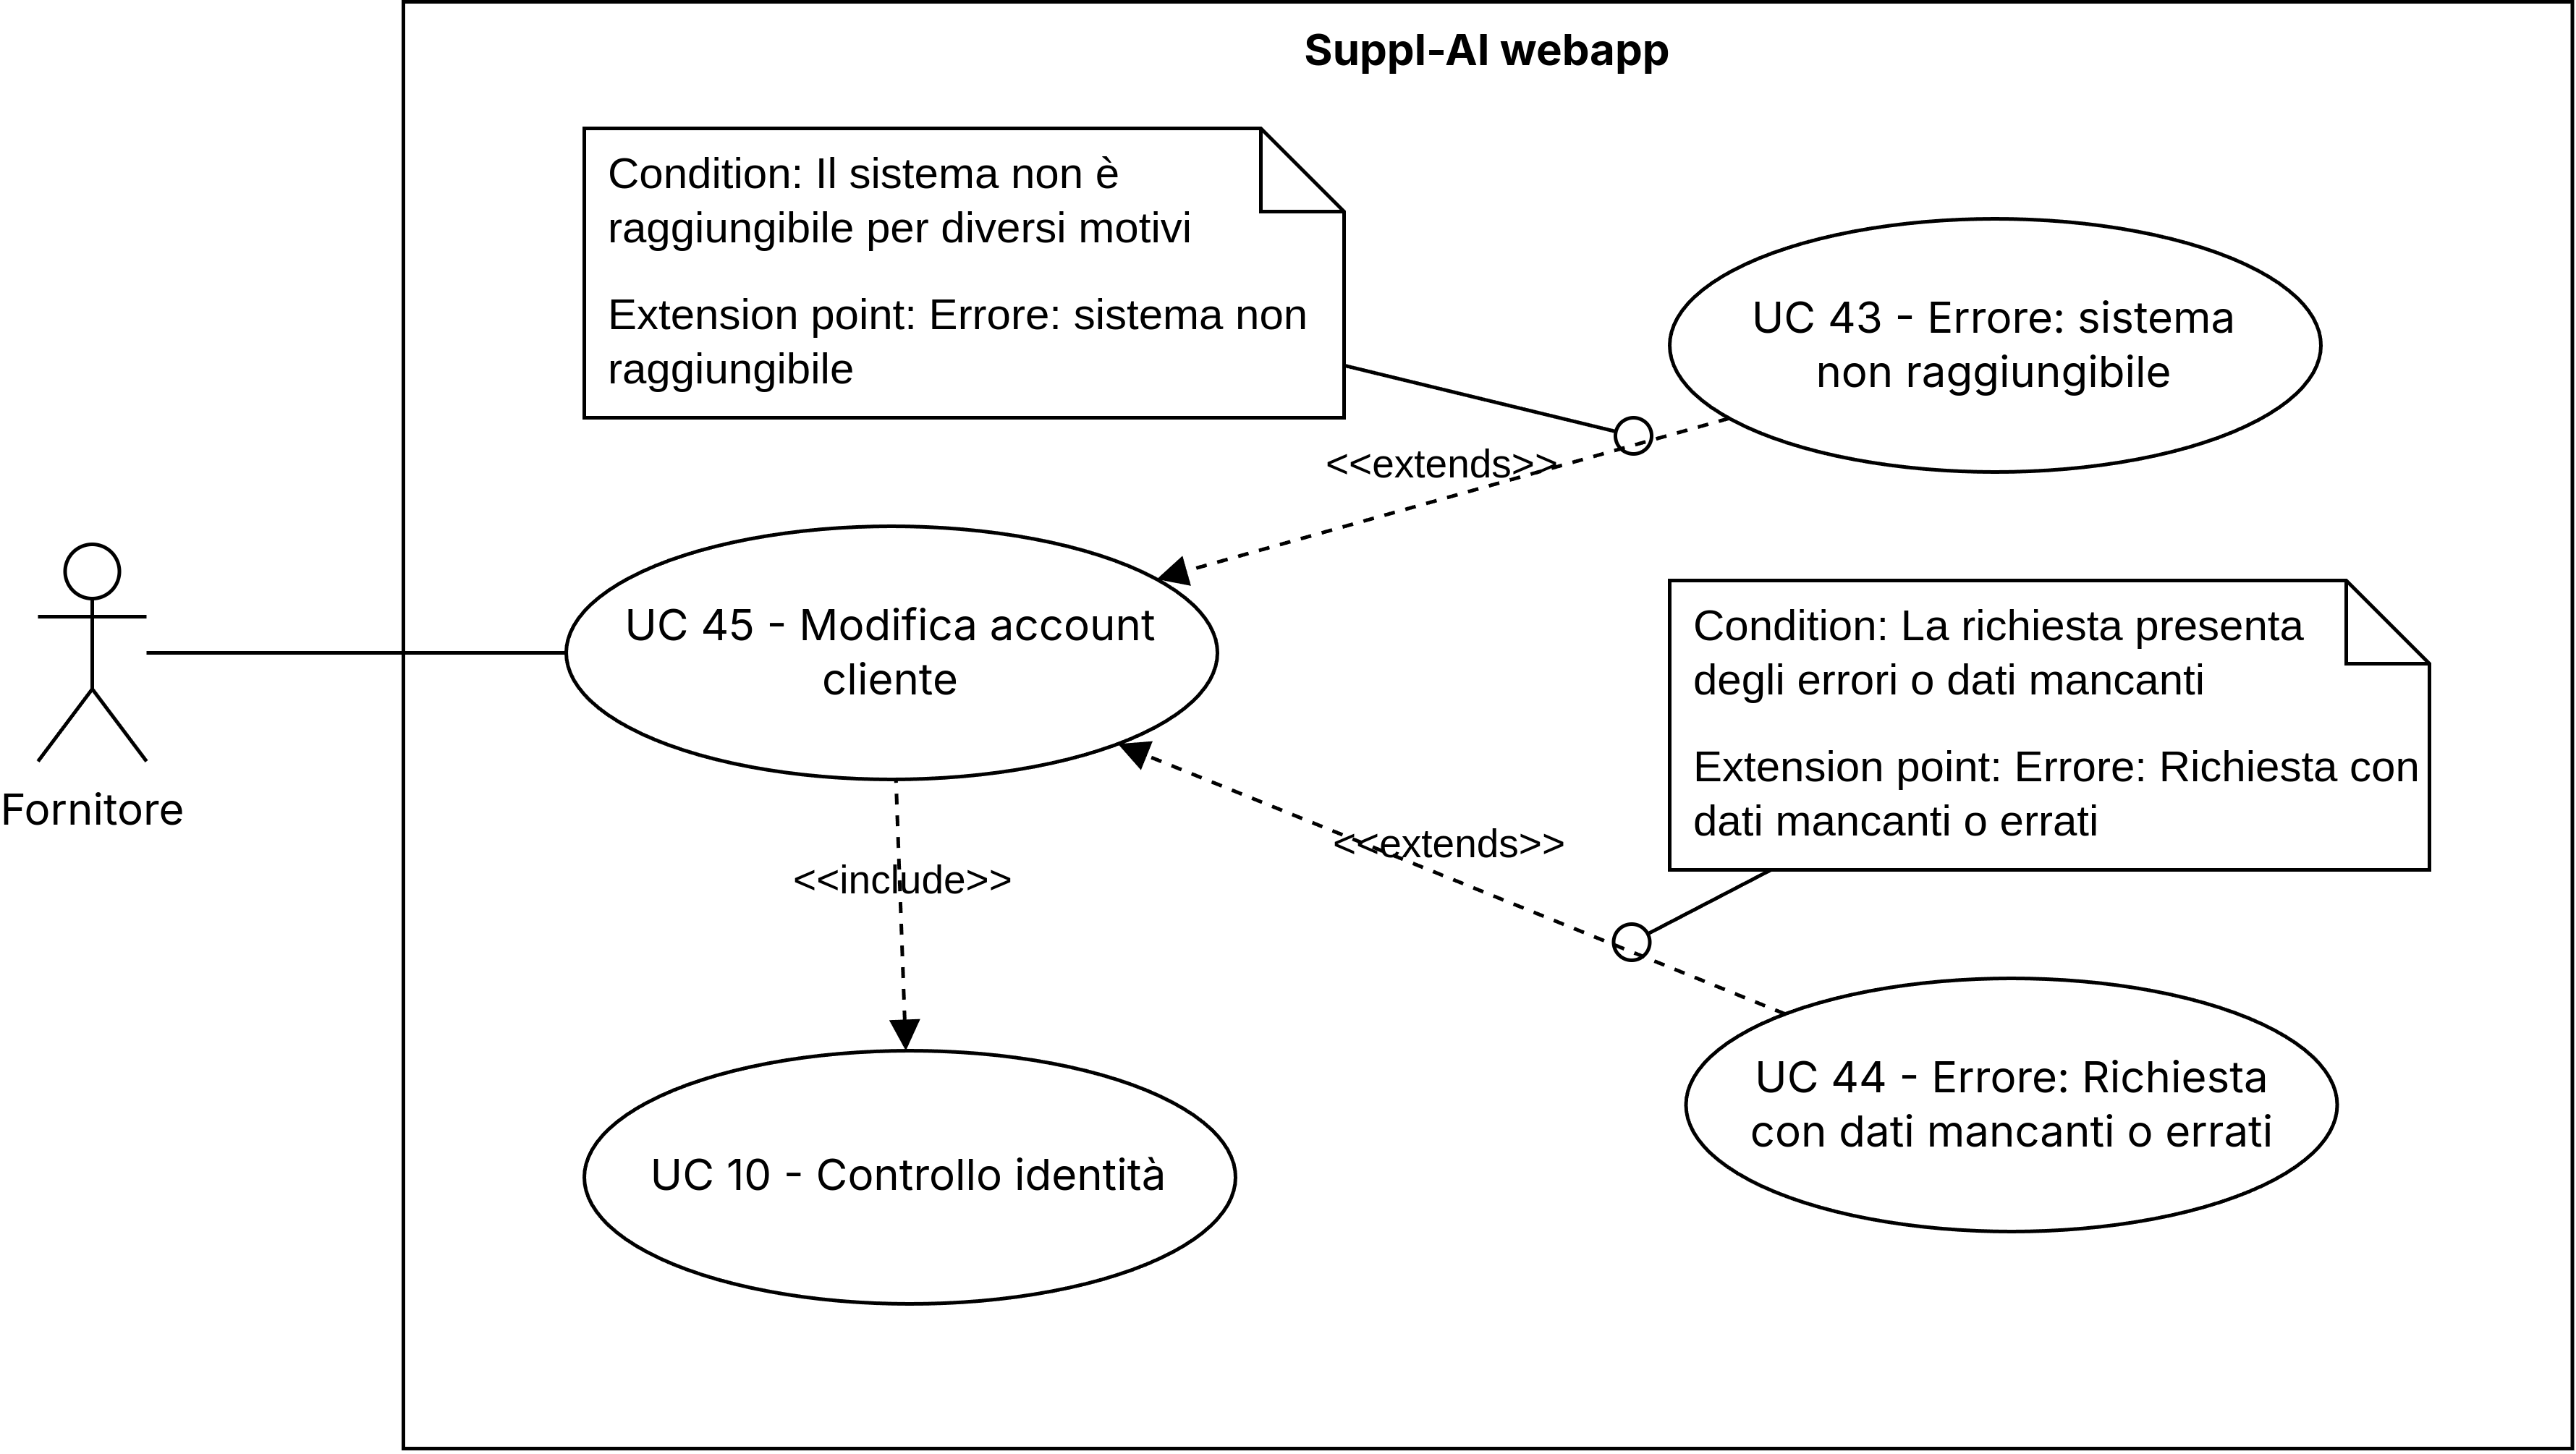 Suppl-AI webapp
Condition: Il sistema non è
raggiungibile per diversi motivi
Extension point: Errore: sistema non
raggiungibile
UC 43 - Errore: sistema
non raggiungibile
<<extends>>
UC 45 - Modifica account
cliente
Condition: La richiesta presenta
degli errori o dati mancanti
Extension point: Errore: Richiesta con
dati mancanti o errati
Fornitore
<<extends>>
<<include>>
UC 44 - Errore: Richiesta
con dati mancanti o errati
UC 10 - Controllo identità